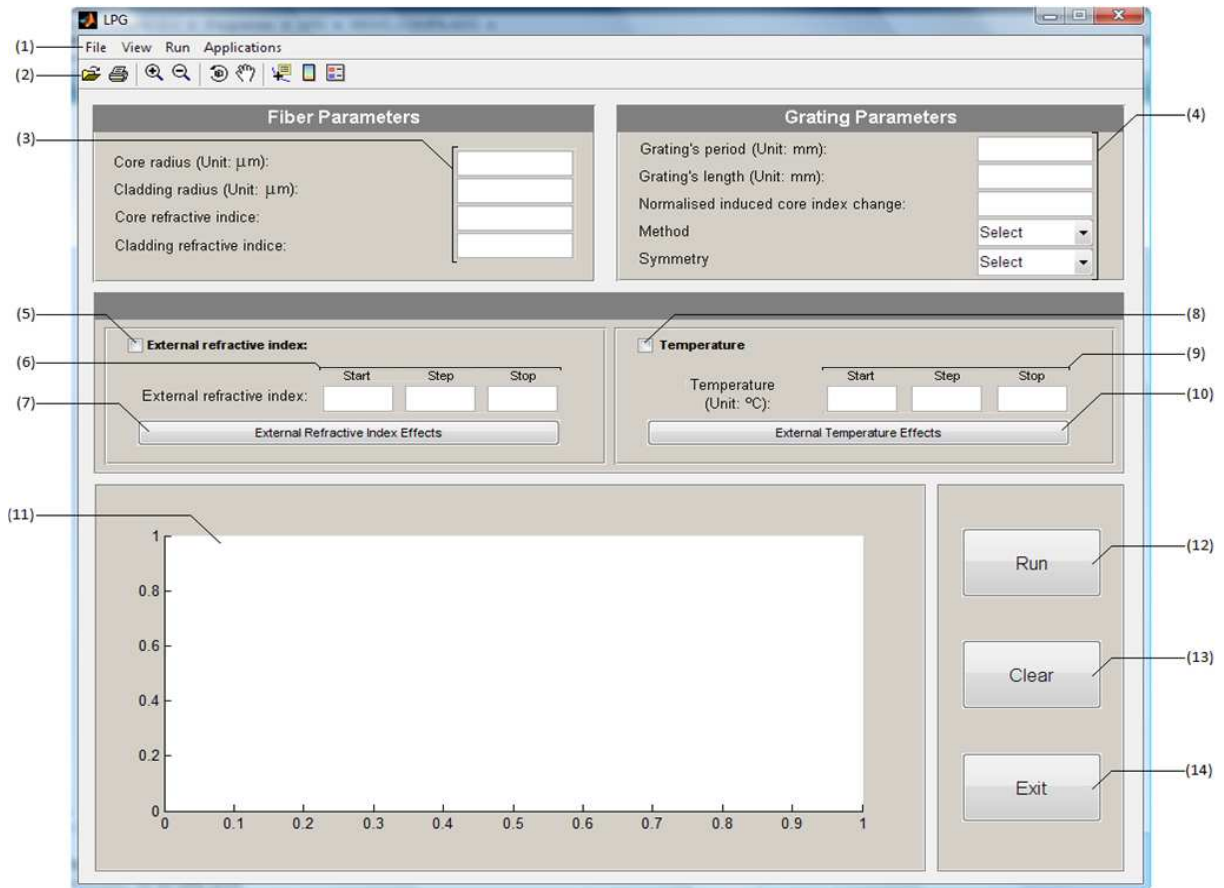 LPG
(1) File View Run Applications
(2)
Fiber Parameters
(3)
Core radius (Unit: μm):
Cladding radius (Unit: μm):
Core refractive indice:
Cladding refractive indice:
Grating Parameters
(4)
Grating's period (Unit: mm):
Grating's length (Unit: mm):
Normalised induced core index change:
Method Select
Symmetry Select
(5) External refractive index:
(6)
Start Step Stop
External refractive index:
(7) External Refractive Index Effects
Temperature (8)
(9)
Start Step Stop
Temperature
(Unit: ºC):
External Temperature Effects (10)
(11)
1
0.8
0.6
0.4
0.2
0
0 0.1 0.2 0.3 0.4 0.5 0.6 0.7 0.8 0.9 1
Run (12)
Clear (13)
Exit (14)